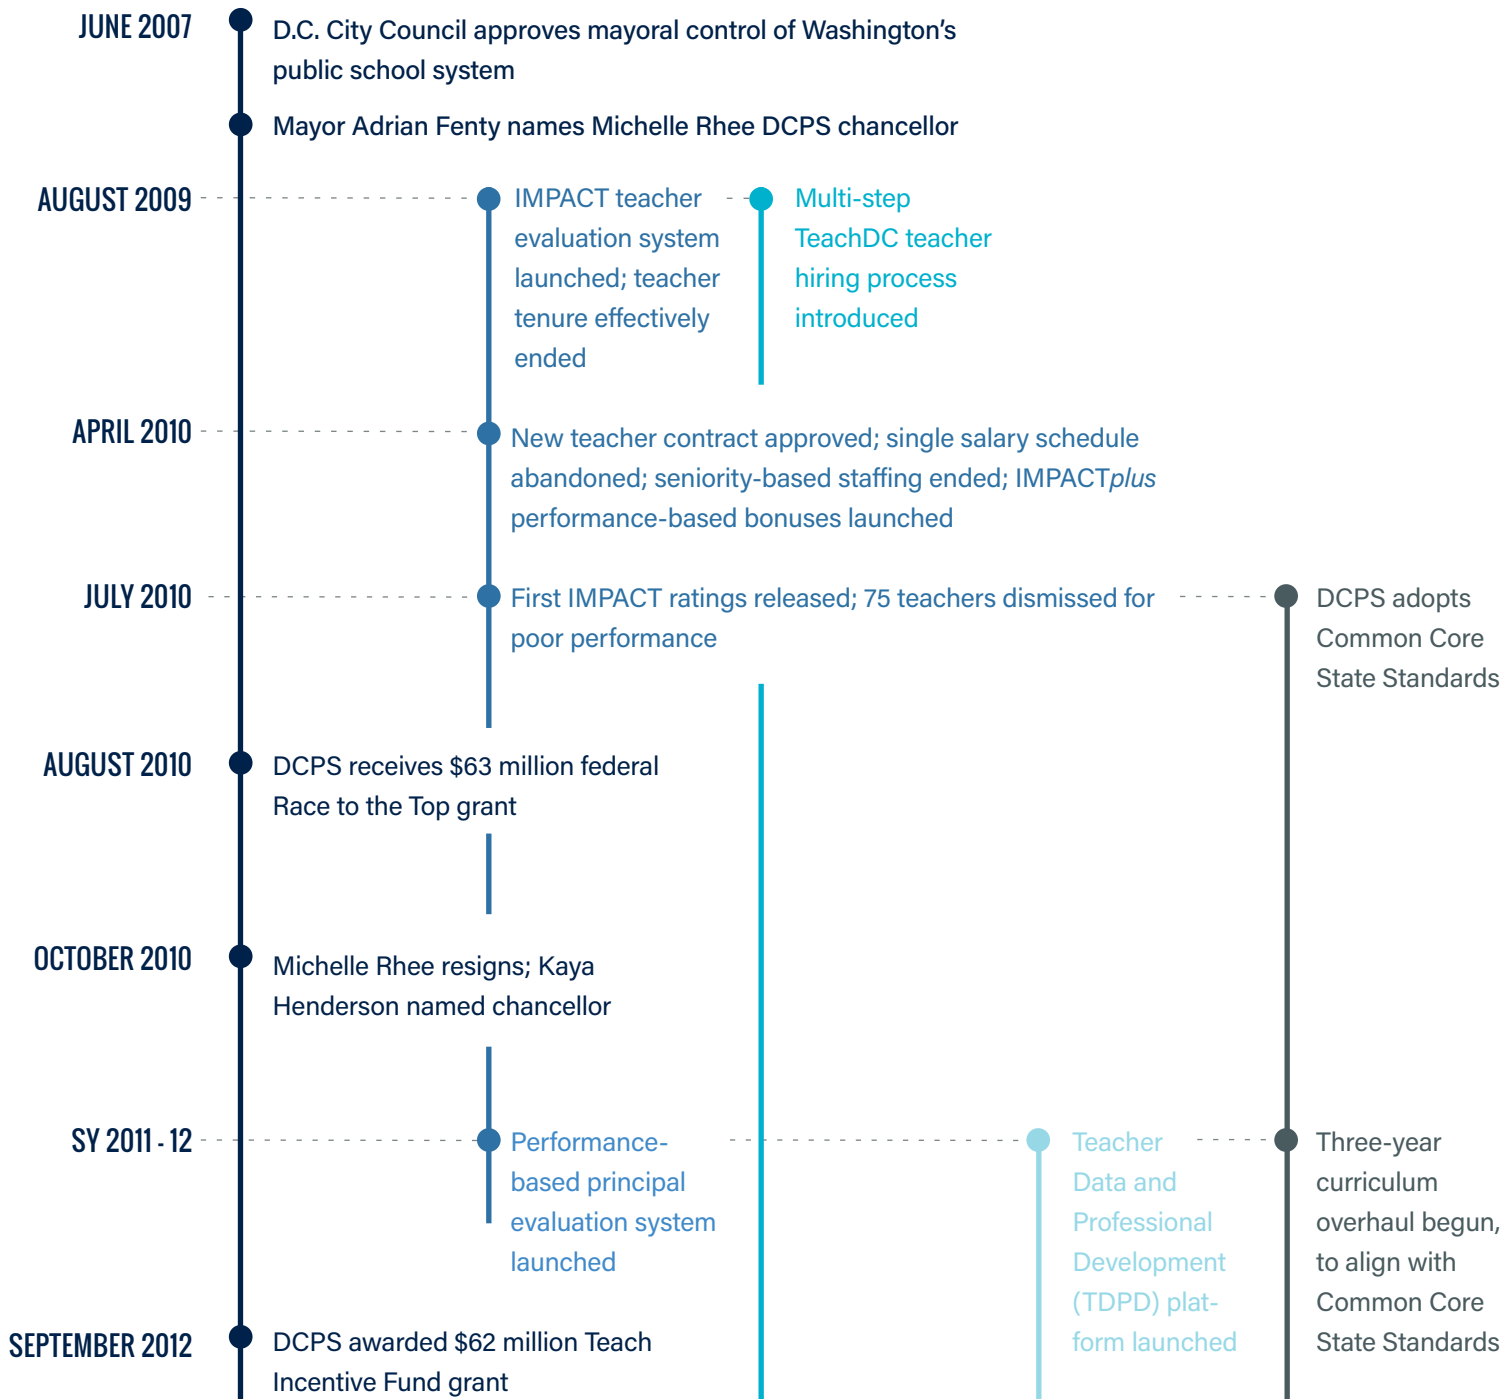 JUNE 2007
D.C. City Council approves mayoral control of Washington’s
public school system
Mayor Adrian Fenty names Michelle Rhee DCPS chancellor
AUGUST 2009
IMPACT teacher
evaluation system
launched; teacher
tenure effectively
ended
Multi-step
TeachDC teacher
hiring process
introduced
APRIL 2010
New teacher contract approved; single salary schedule
abandoned; seniority-based staffing ended; IMPACTplus
performance-based bonuses launched
JULY 2010
First IMPACT ratings released; 75 teachers dismissed for
poor performance
DCPS adopts
Common Core
State Standards
AUGUST 2010
DCPS receives $63 million federal
Race to the Top grant
OCTOBER 2010
Michelle Rhee resigns; Kaya
Henderson named chancellor
SY 2011 - 12
Performance-
based principal
evaluation system
launched
Teacher
Data and
Professional
Development
(TDPD) plat-
form launched
Three-year
curriculum
overhaul begun,
to align with
Common Core
State Standards
SEPTEMBER 2012
DCPS awarded $62 million Teach
Incentive Fund grant